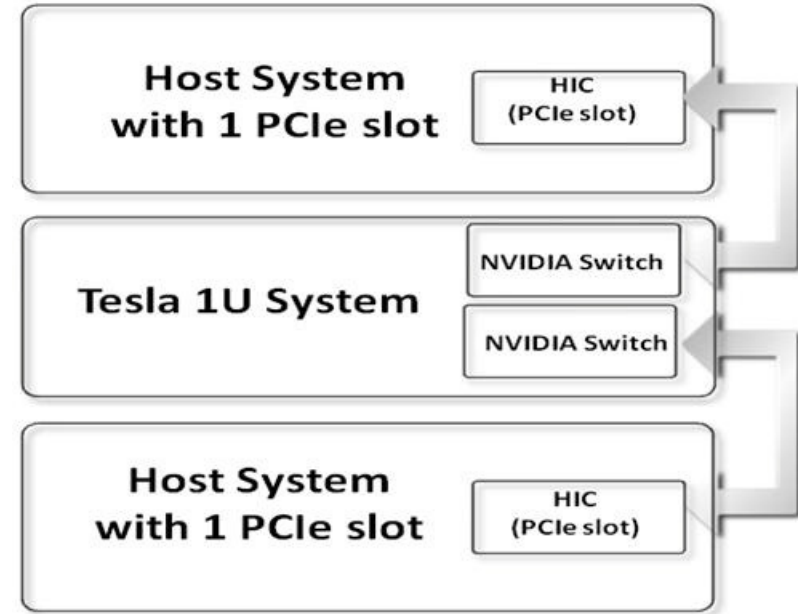 Host System
with 1 PCIe slot
HIC
(PCIe slot)
Tesla 1U System
NVIDIA Switch
NVIDIA Switch
Host System
with 1 PCIe slot
HIC
(PCIe slot)